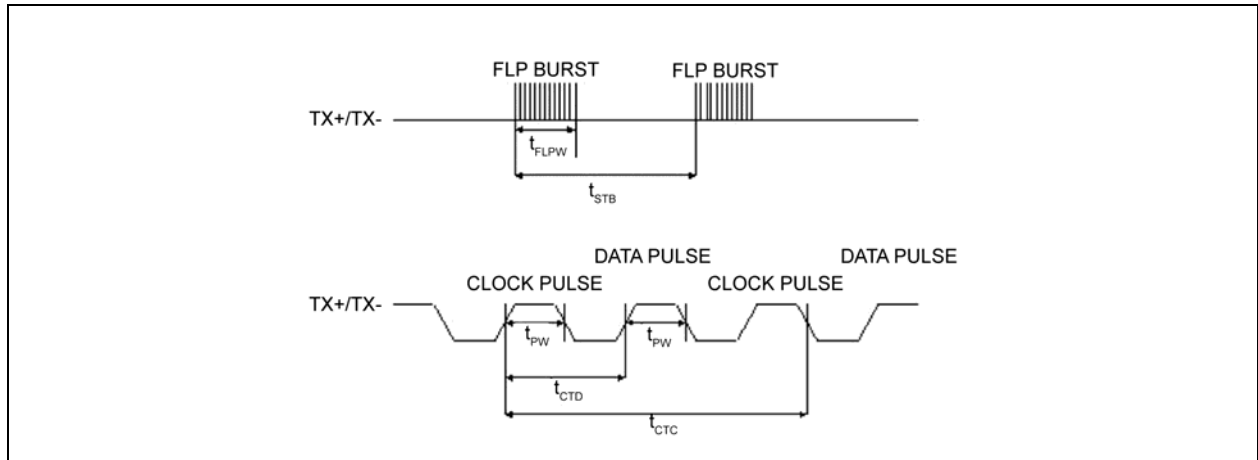 FLP BURST FLP BURST
TX+/TX-
tFLPW
tSTB
DATA PULSE DATA PULSE
CLOCK PULSE CLOCK PULSE
TX+/TX-
tPW tPW
tCTD
tCTC